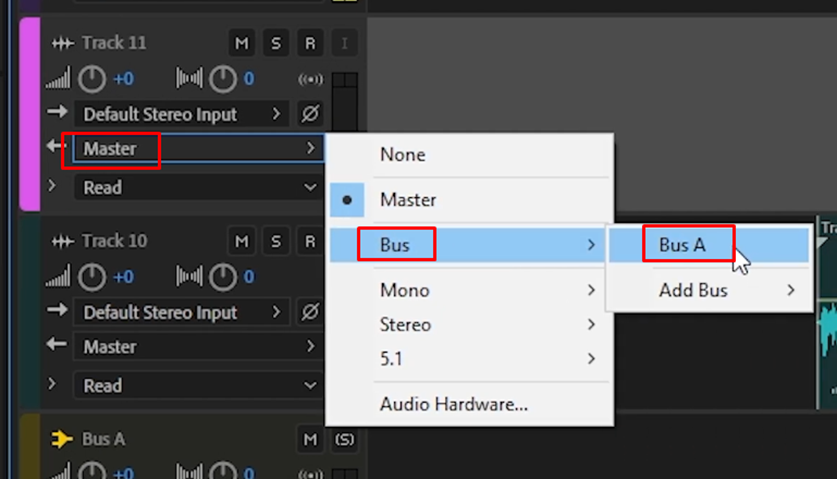 Track 11
M S R I
+0 0
Default Stereo Input
Master
Read
None
Master
Bus
Bus A
Add Bus
Mono
Stereo
5.1
Audio Hardware...
Track 10
M S R
+0 0
Default Stereo Input
Master
Read
Bus A
M (S)
+0 0